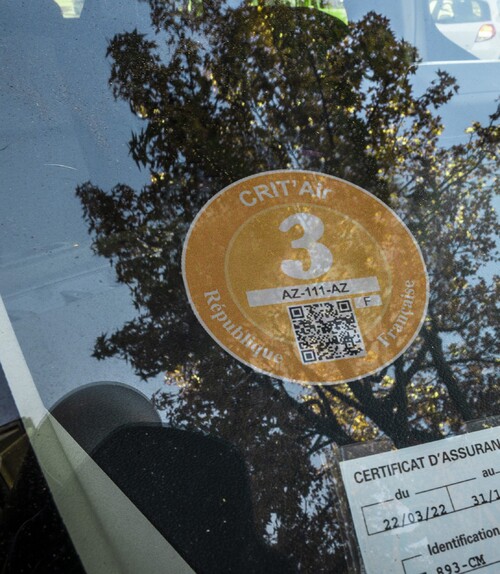 CRIT'Air
3
AZ-111-AZ
F
République
Française
CERTIFICAT D'ASSURAN
du
au
22/03/22
31/1
Identification
893-CM